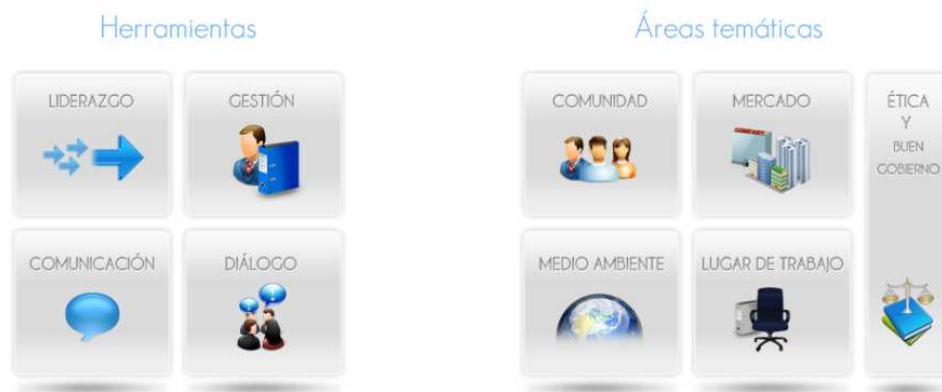 Herramientas
LIDERAZGO
GESTIÓN
COMUNICACIÓN
DIÁLOGO
Áreas temáticas
COMUNIDAD
MERCADO
MEDIO AMBIENTE
LUGAR DE TRABAJO
ÉTICA
Y
BUEN
GOBIERNO